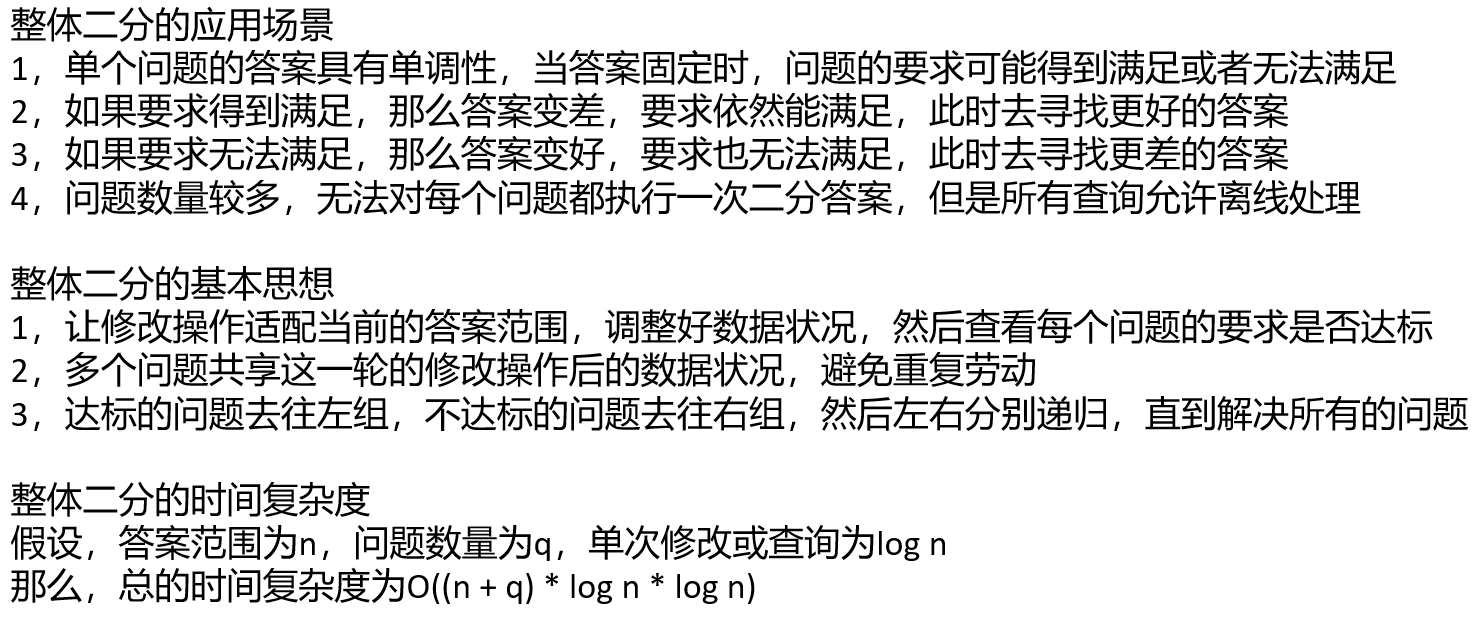 整体二分的应用场景
1，单个问题的答案具有单调性，当答案固定时，问题的要求可能得到满足或者无法满足
2，如果要求得到满足，那么答案变差，要求依然能满足，此时去寻找更好的答案
3，如果要求无法满足，那么答案变好，要求也无法满足，此时去寻找更差的答案
4，问题数量较多，无法对每个问题都执行一次二分答案，但是所有查询允许离线处理
整体二分的基本思想
1，让修改操作适配当前的答案范围，调整好数据状况，然后查看每个问题的要求是否达标
2，多个问题共享这一轮的修改操作后的数据状况，避免重复劳动
3，达标的问题去往左组，不达标的问题去往右组，然后左右分别递归，直到解决所有的问题
整体二分的时间复杂度
假设，答案范围为n，问题数量为q，单次修改或查询为log n
那么，总的时间复杂度为O((n + q) * log n * log n)